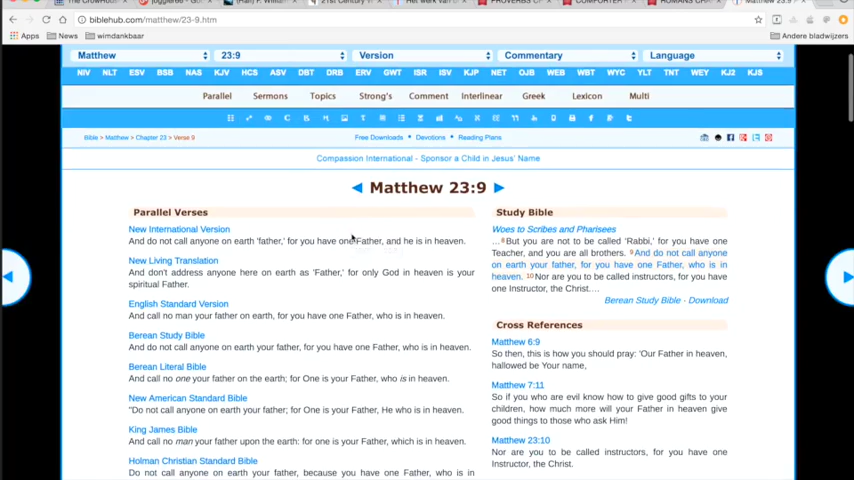 biblehub.com/matthew/23-9.htm
Apps News wimdankbaar Andere bladwijzers
Matthew 23:9 Version Commentary Language
NIV NLT ESV BSB NAS KJV HCS ASV DBT DRB ERV GWT ISR ISV KJP NET OJB WEB WBT WYC YLT TNT WEY KJ2 KJS
Parallel Sermons Topics Strong's Comment Interlinear Greek Lexicon Multi
Bible > Matthew > Chapter 23 > Verse 9
Free Downloads • Devotions • Reading Plans
Compassion International - Sponsor a Child in Jesus' Name
Matthew 23:9
Parallel Verses
New International Version
And do not call anyone on earth 'father,' for you have one Father, and he is in heaven.
New Living Translation
And don't address anyone here on earth as 'Father,' for only God in heaven is your
spiritual Father.
English Standard Version
And call no man your father on earth, for you have one Father, who is in heaven.
Berean Study Bible
And do not call anyone on earth your father, for you have one Father, who is in heaven.
Berean Literal Bible
And call no one your father on the earth; for One is your Father, who is in heaven.
New American Standard Bible
"Do not call anyone on earth your father; for One is your Father, He who is in heaven.
King James Bible
And call no man your father upon the earth: for one is your Father, which is in heaven.
Holman Christian Standard Bible
Do not call anyone on earth your father, because you have one Father, who is in
Study Bible
Woes to Scribes and Pharisees
… 8But you are not to be called 'Rabbi,' for you have one
Teacher, and you are all brothers. 9And do not call anyone
on earth your father, for you have one Father, who is in
heaven. 10Nor are you to be called instructors, for you have
one Instructor, the Christ.…
Berean Study Bible - Download
Cross References
Matthew 6:9
So then, this is how you should pray: 'Our Father in heaven,
hallowed be Your name,
Matthew 7:11
So if you who are evil know how to give good gifts to your
children, how much more will your Father in heaven give
good things to those who ask Him!
Matthew 23:10
Nor are you to be called instructors, for you have one
Instructor, the Christ.